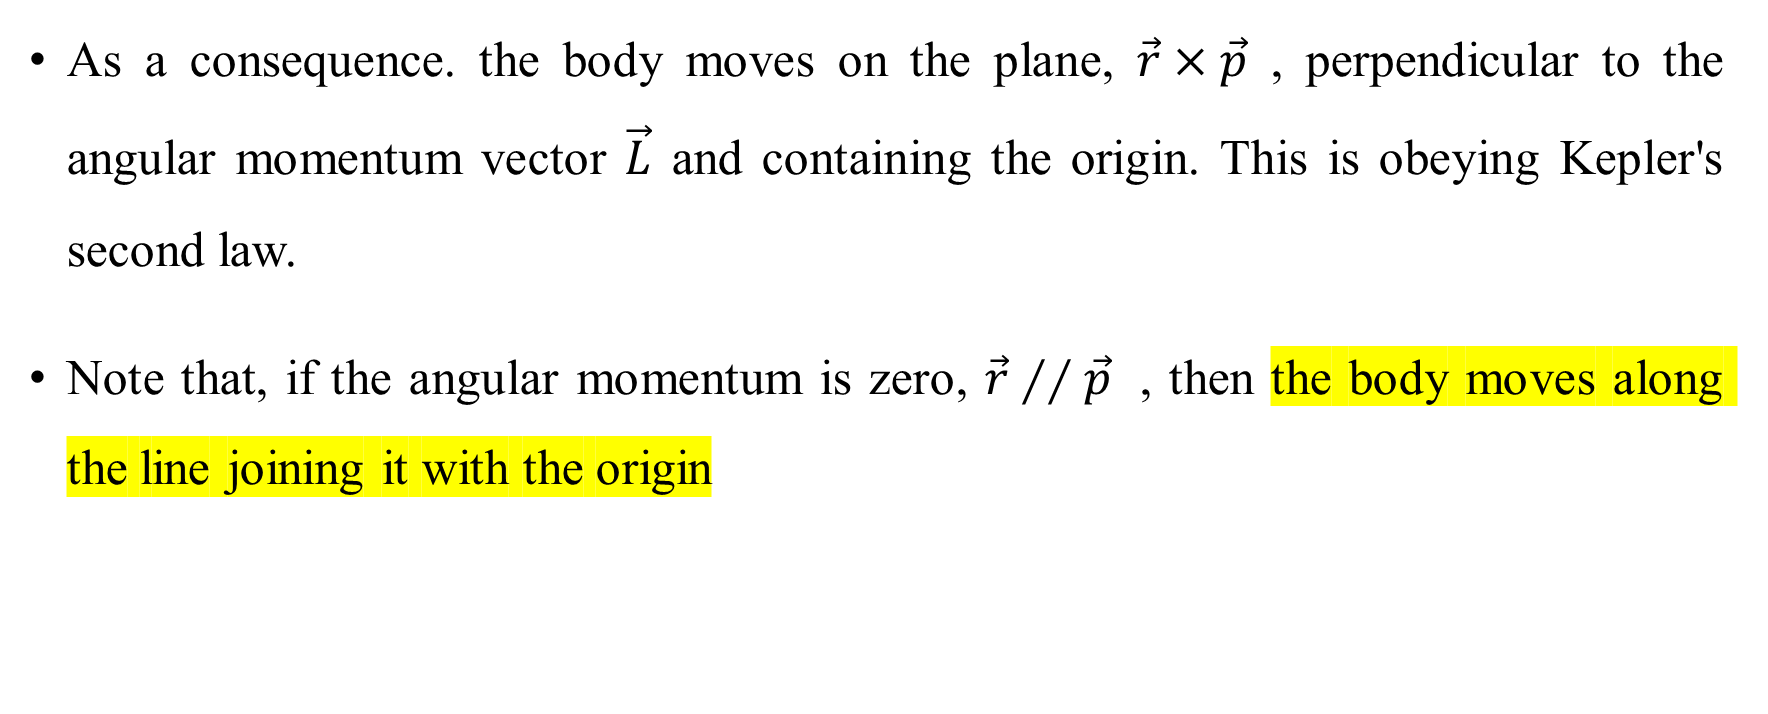 • As a consequence. the body moves on the plane, r⃗ × p⃗ , perpendicular to the
angular momentum vector L⃗ and containing the origin. This is obeying Kepler's
second law.
• Note that, if the angular momentum is zero, r⃗ // p⃗ , then the body moves along
the line joining it with the origin